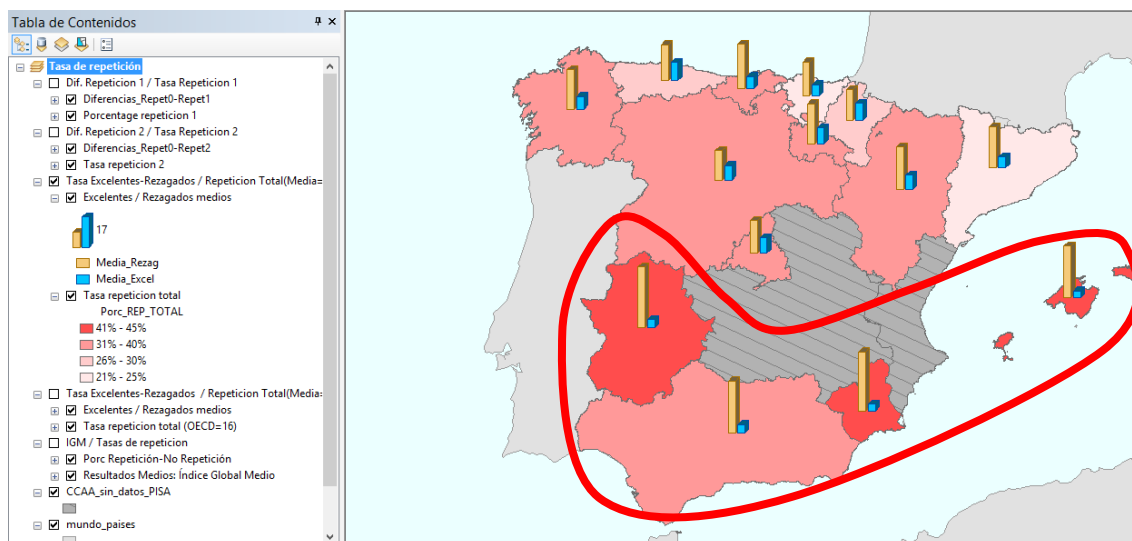 Tabla de Contenidos
Tasa de repetición
Dif. Repeticion 1 / Tasa Repeticion 1
Diferencias_Repet0-Repet1
Porcentage repeticion 1
Dif. Repeticion 2 / Tasa Repeticion 2
Diferencias_Repet0-Repet2
Tasa repeticion 2
Tasa Excelentes-Rezagados / Repeticion Total(Media=
Excelentes / Rezagados medios
17
Media_Rezag
Media_Excel
Tasa repeticion total
Porc_REP_TOTAL
41% - 45%
31% - 40%
26% - 30%
21% - 25%
Tasa Excelentes-Rezagados / Repeticion Total(Media:
Excelentes / Rezagados medios
Tasa repeticion total (OECD=16)
IGM / Tasas de repeticion
Porc Repetición-No Repetición
Resultados Medios: Índice Global Medio
CCAA_sin_datos_PISA
mundo_paises